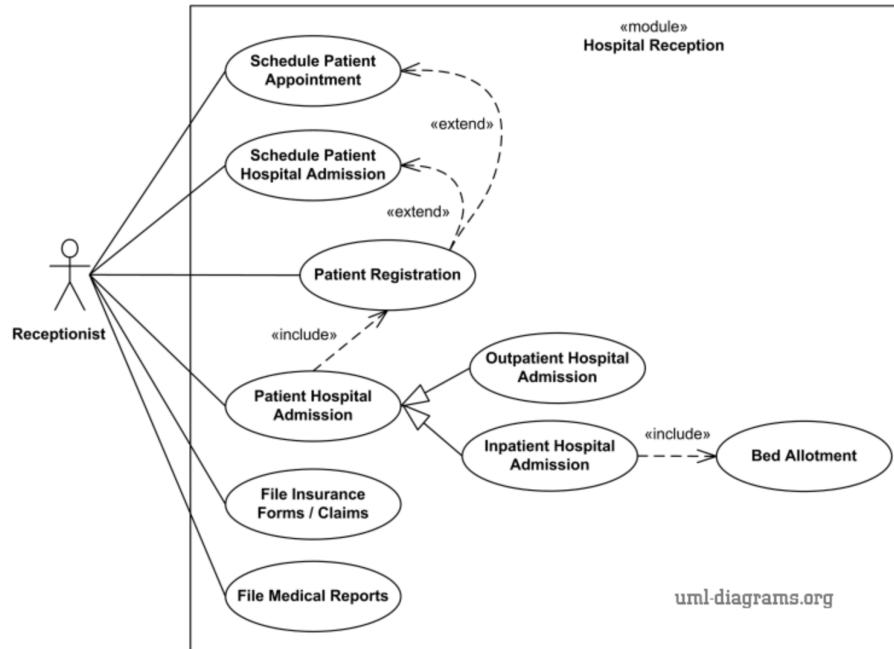 «module»
Hospital Reception
Schedule Patient
Appointment
«extend»
Schedule Patient
Hospital Admission
«extend»
Patient Registration
Receptionist
«include»
Outpatient Hospital
Admission
Patient Hospital
Admission
Inpatient Hospital
Admission
«include»
Bed Allotment
File Insurance
Forms / Claims
File Medical Reports
uml-diagrams.org